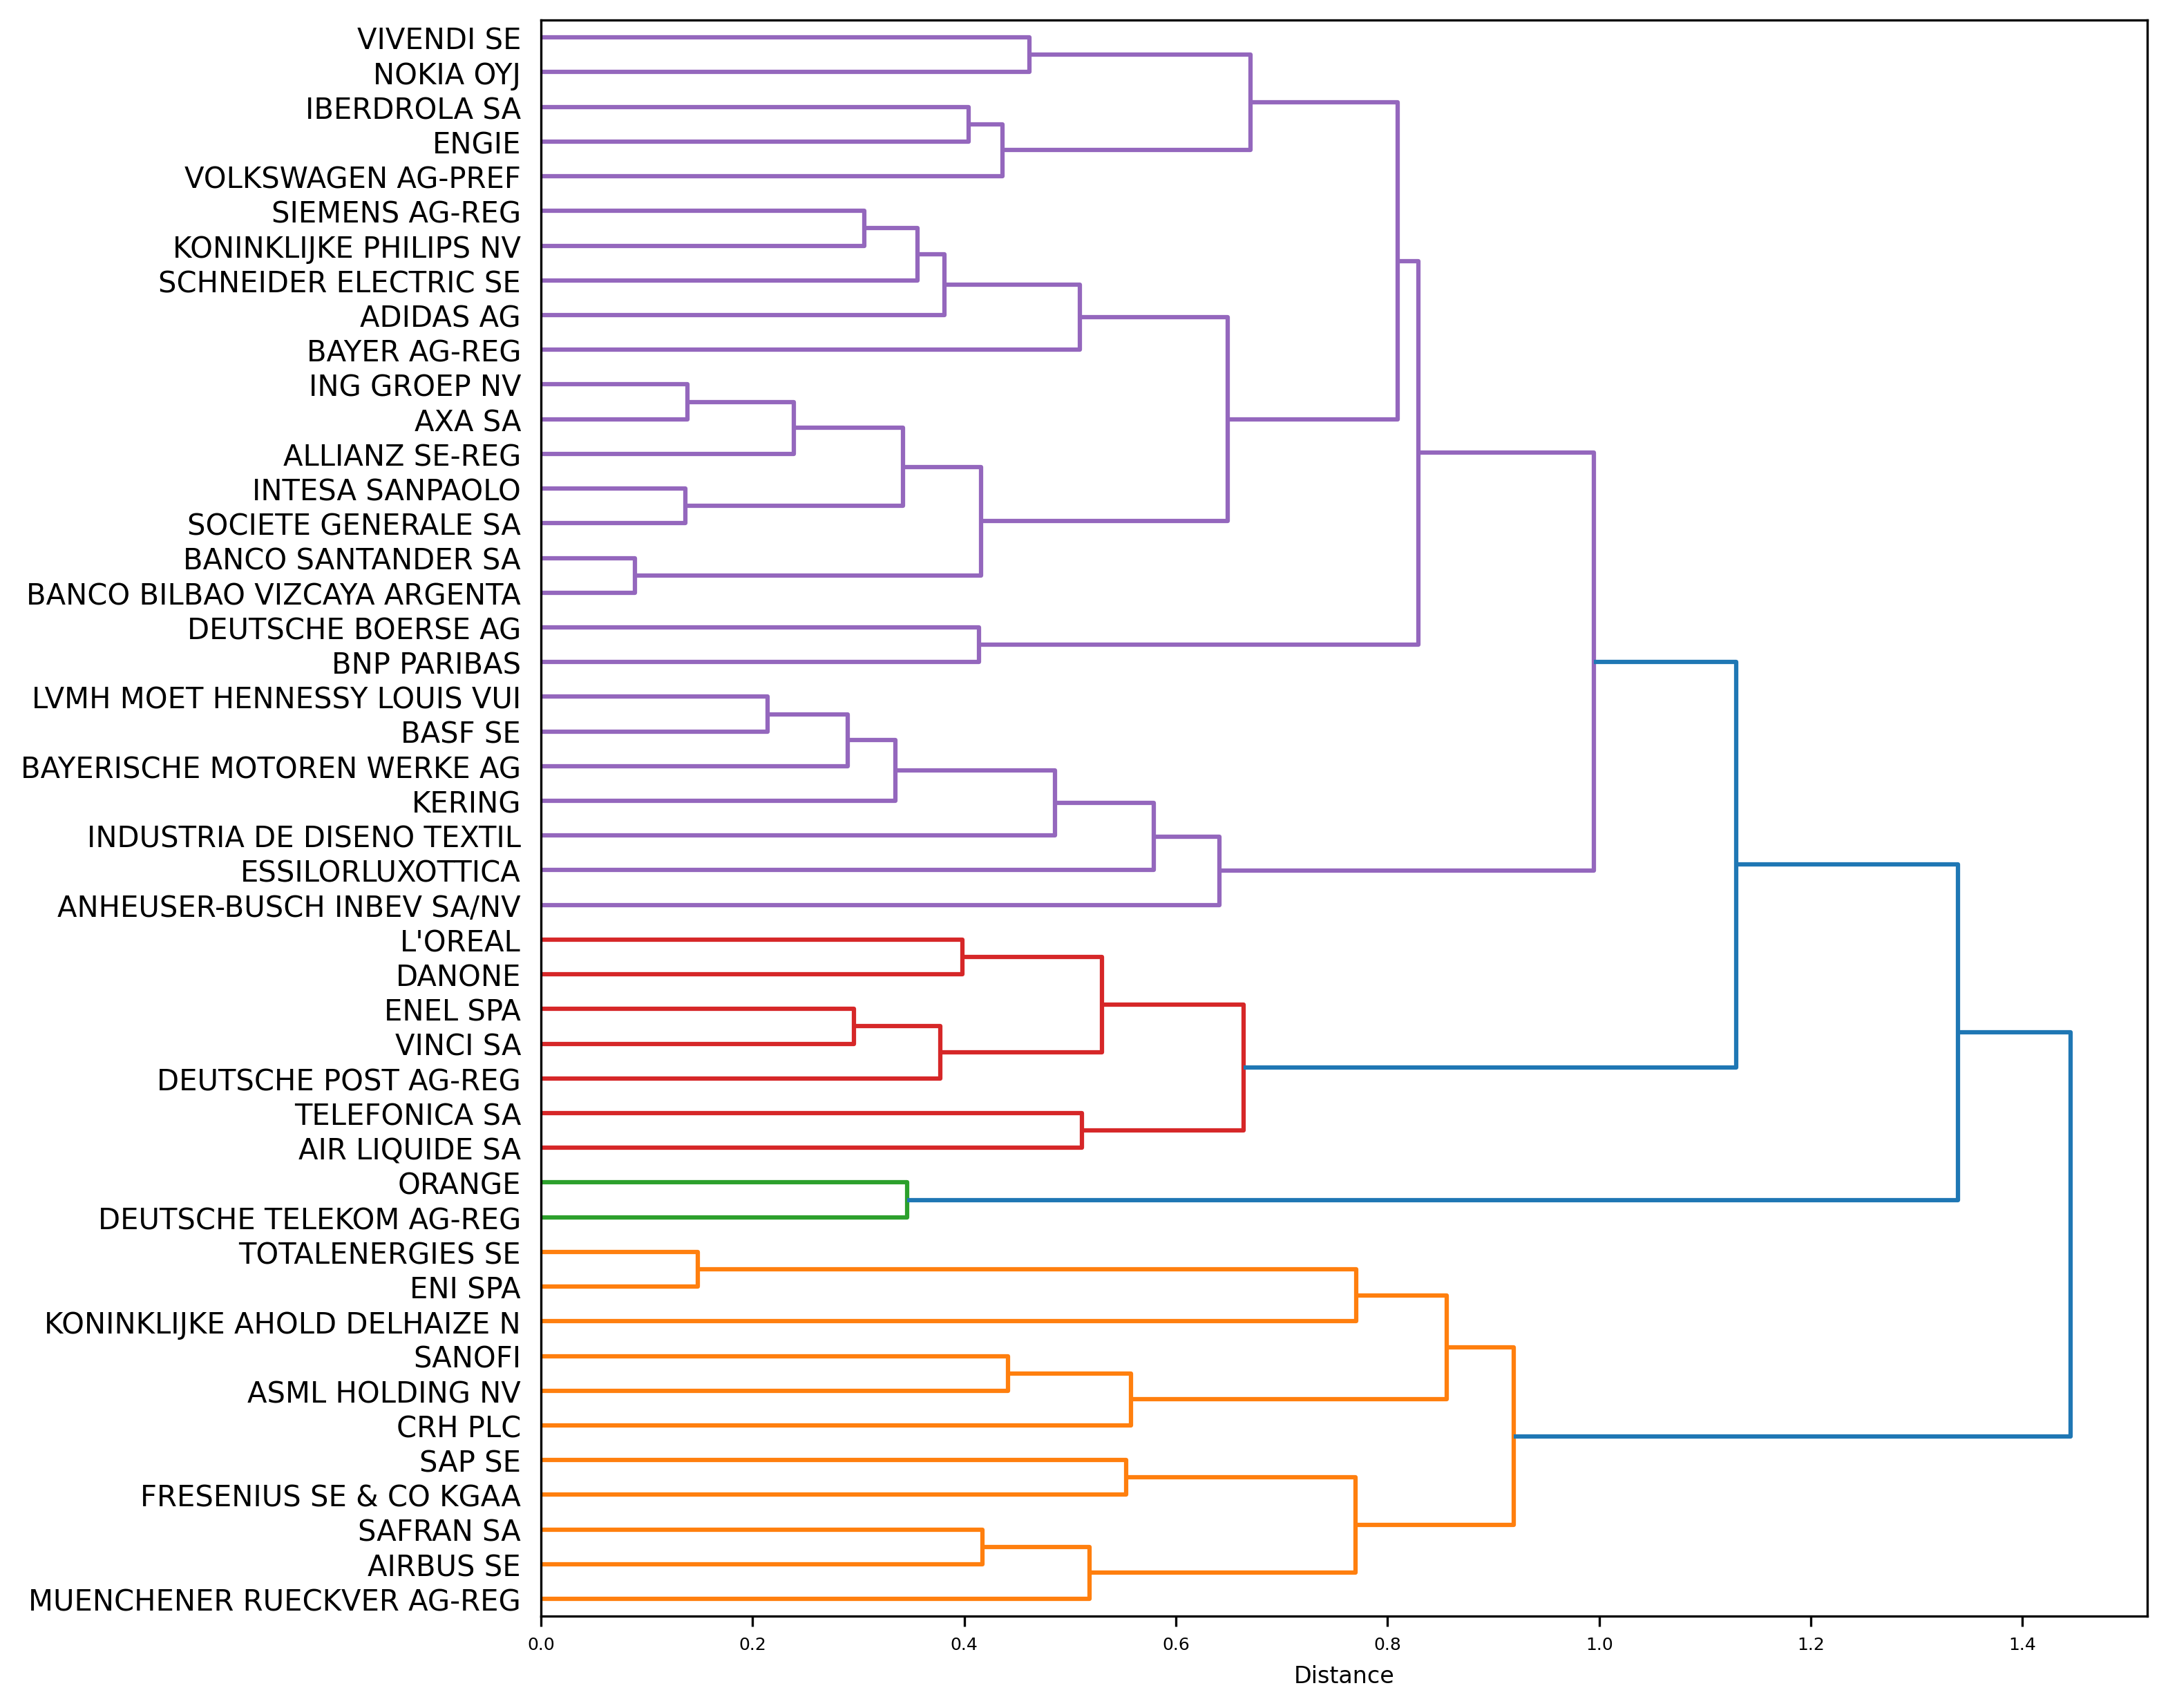 VIVENDI SE
NOKIA OYJ
IBERDROLA SA
ENGIE
VOLKSWAGEN AG-PREF
SIEMENS AG-REG
KONINKLIJKE PHILIPS NV
SCHNEIDER ELECTRIC SE
ADIDAS AG
BAYER AG-REG
ING GROEP NV
AXA SA
ALLIANZ SE-REG
INTESA SANPAOLO
SOCIETE GENERALE SA
BANCO SANTANDER SA
BANCO BILBAO VIZCAYA ARGENTA
DEUTSCHE BOERSE AG
BNP PARIBAS
LVMH MOET HENNESSY LOUIS VUI
BASF SE
BAYERISCHE MOTOREN WERKE AG
KERING
INDUSTRIA DE DISENO TEXTIL
ESSILORLUXOTTICA
ANHEUSER-BUSCH INBEV SA/NV
L'OREAL
DANONE
ENEL SPA
VINCI SA
DEUTSCHE POST AG-REG
TELEFONICA SA
AIR LIQUIDE SA
ORANGE
DEUTSCHE TELEKOM AG-REG
TOTALENERGIES SE
ENI SPA
KONINKLIJKE AHOLD DELHAIZE N
SANOFI
ASML HOLDING NV
CRH PLC
SAP SE
FRESENIUS SE & CO KGAA
SAFRAN SA
AIRBUS SE
MUENCHENER RUECKVER AG-REG
0.0 0.2 0.4 0.6 0.8 1.0 1.2 1.4
Distance